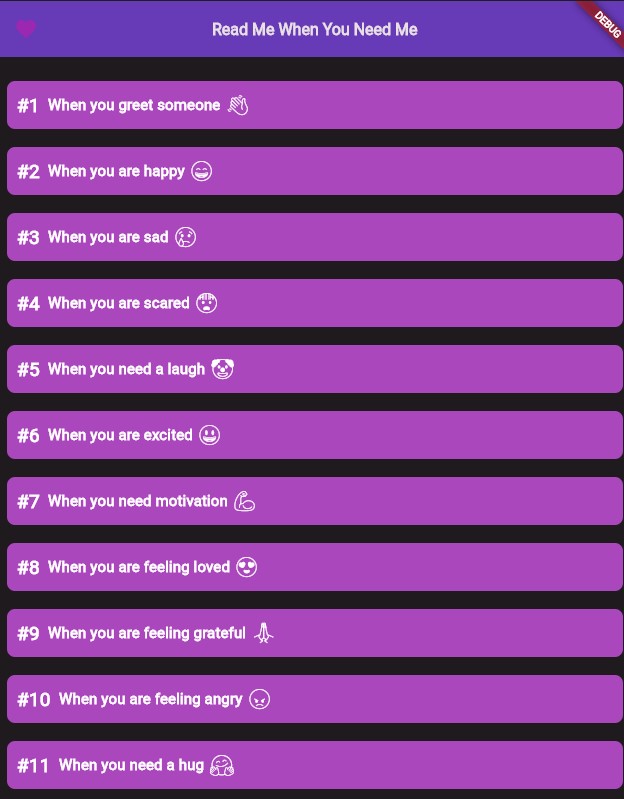 Read Me When You Need Me
DEBUG
#1 When you greet someone 👋
#2 When you are happy 😄
#3 When you are sad 😢
#4 When you are scared 😨
#5 When you need a laugh 🤡
#6 When you are excited 😃
#7 When you need motivation 💪
#8 When you are feeling loved 😍
#9 When you are feeling grateful 🙏
#10 When you are feeling angry 😠
#11 When you need a hug 🤗